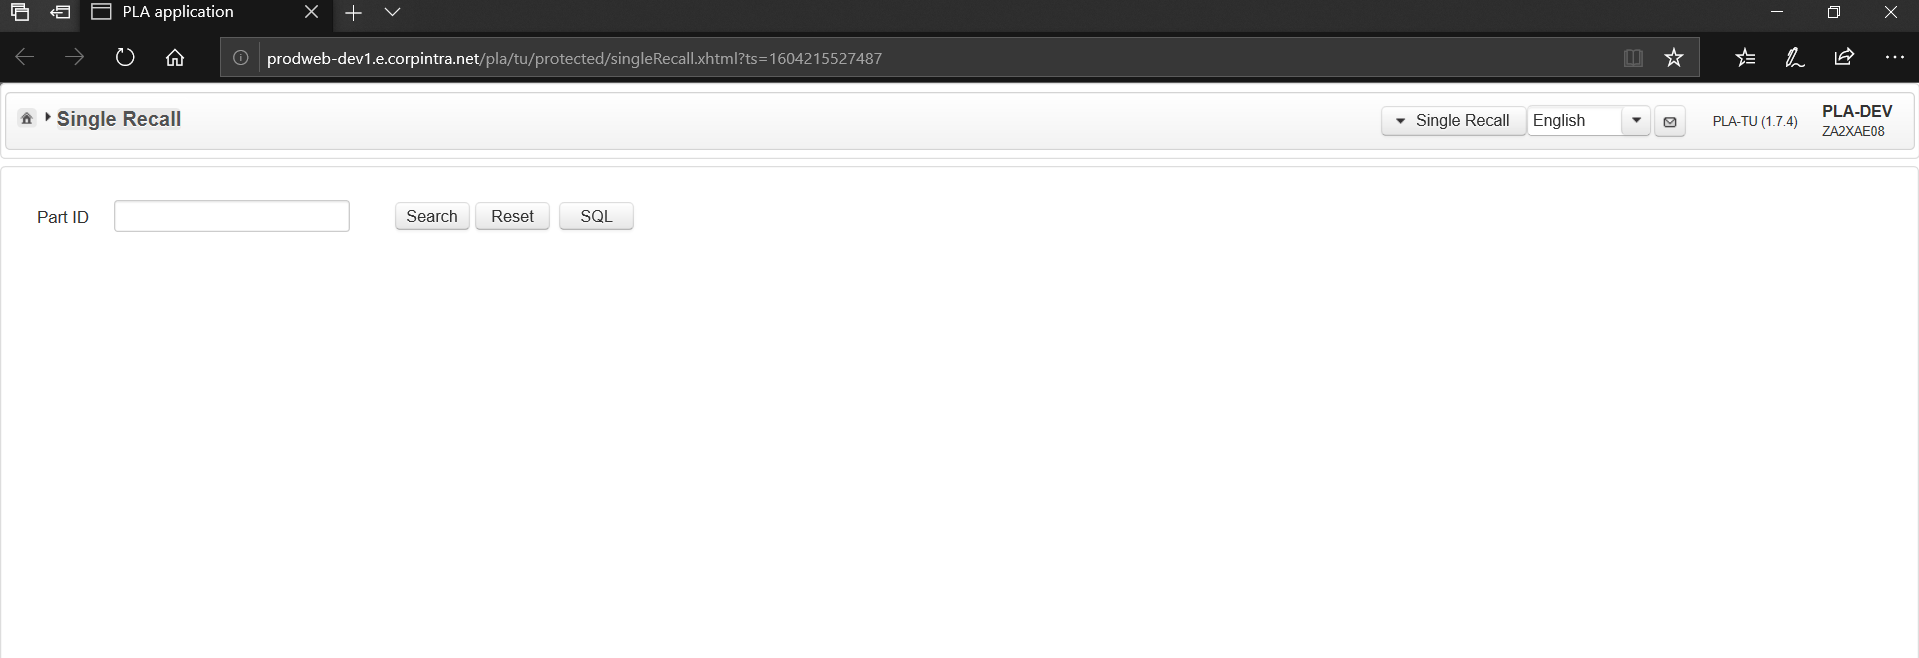 PLA application
prodweb-dev1.e.corpintra.net/pla/tu/protected/singleRecall.xhtml?ts=1604215527487
Single Recall
Single Recall
English
PLA-TU (1.7.4)
PLA-DEV
ZA2XAE08
Part ID
Search
Reset
SQL